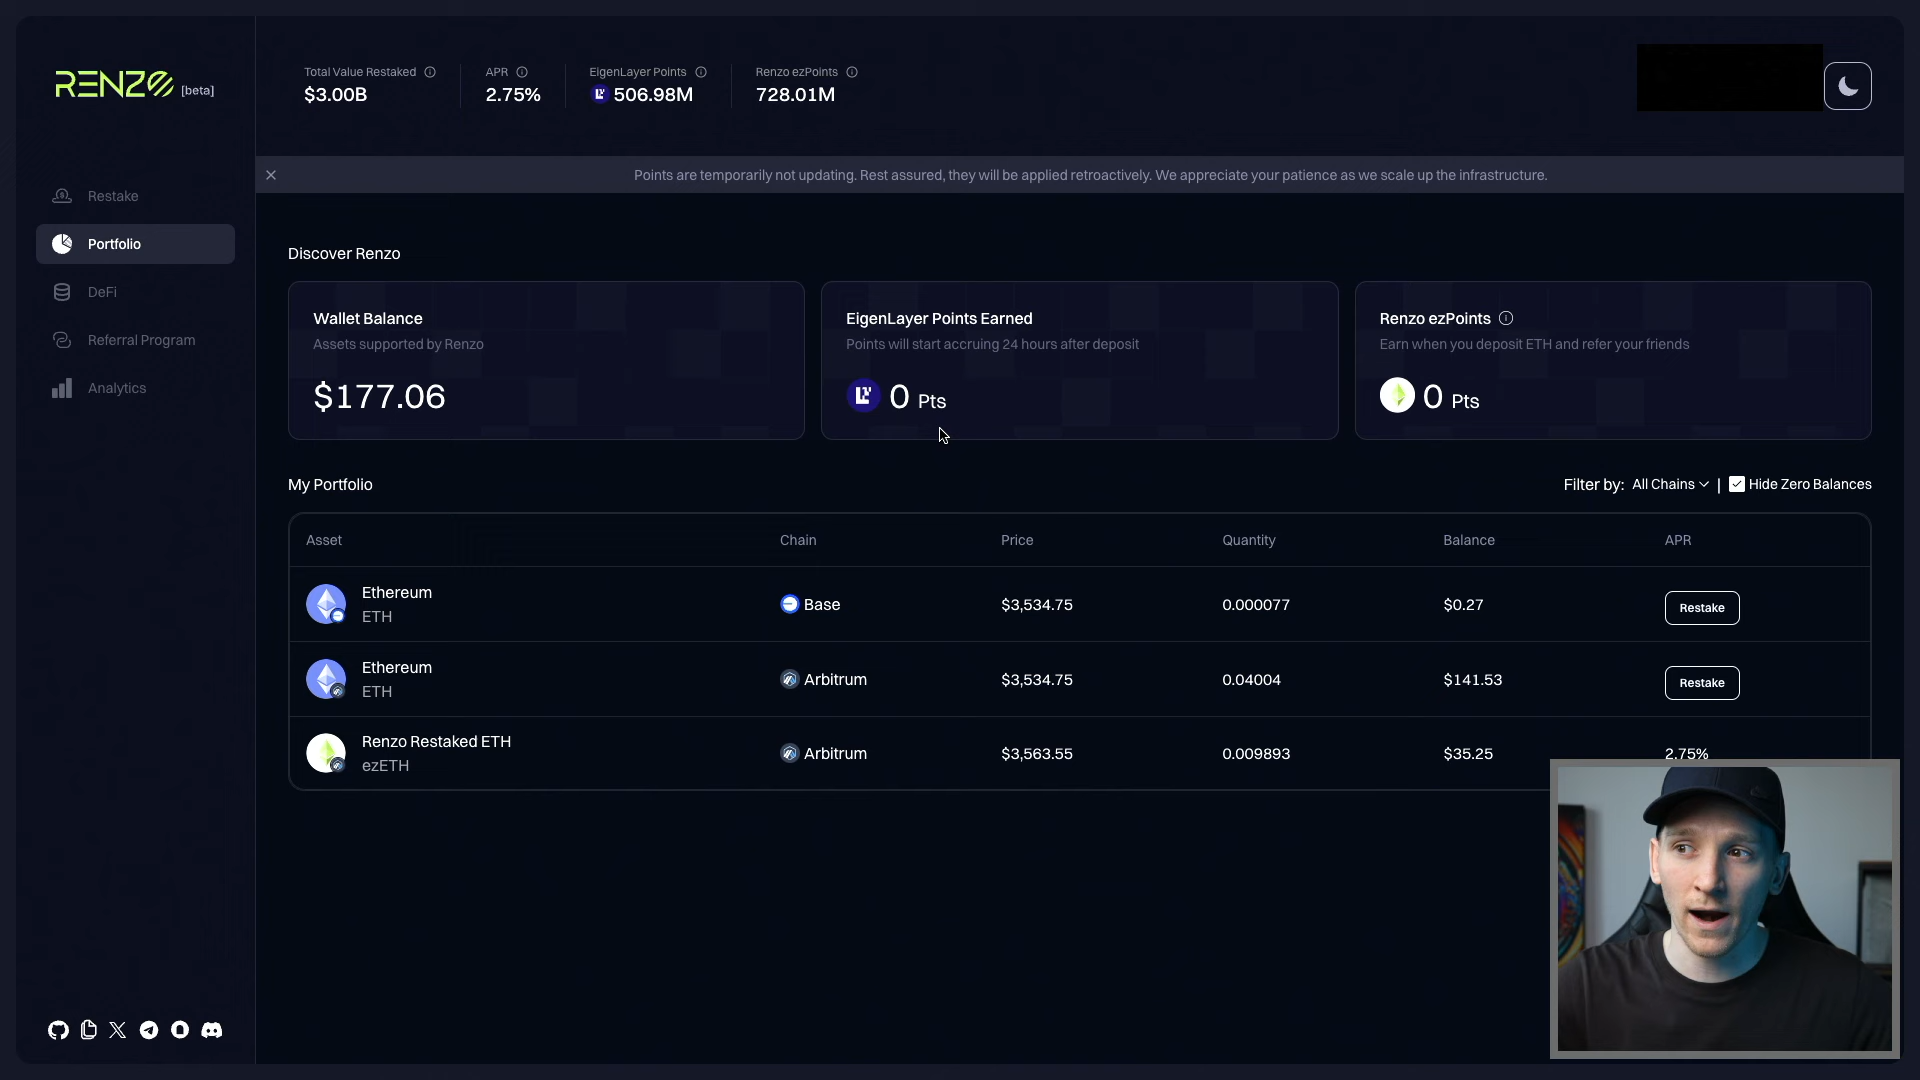 RENZO [beta]
Total Value Restaked
$3.00B
APR
2.75%
EigenLayer Points
506.98M
Renzo ezPoints
728.01M
Points are temporarily not updating. Rest assured, they will be applied retroactively. We appreciate your patience as we scale up the infrastructure.
Restake
Portfolio
DeFi
Referral Program
Analytics
Discover Renzo
Wallet Balance
Assets supported by Renzo
$177.06
EigenLayer Points Earned
Points will start accruing 24 hours after deposit
0 Pts
Renzo ezPoints
Earn when you deposit ETH and refer your friends
0 Pts
My Portfolio
Filter by: All Chains | Hide Zero Balances
Asset Chain Price Quantity Balance APR
Ethereum
ETH
Base $3,534.75 0.000077 $0.27 Restake
Ethereum
ETH
Arbitrum $3,534.75 0.04004 $141.53 Restake
Renzo Restaked ETH
ezETH
Arbitrum $3,563.55 0.009893 $35.25 2.75%